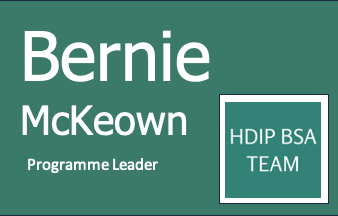 Bernie
McKeown
Programme Leader
HDIP BSA
TEAM